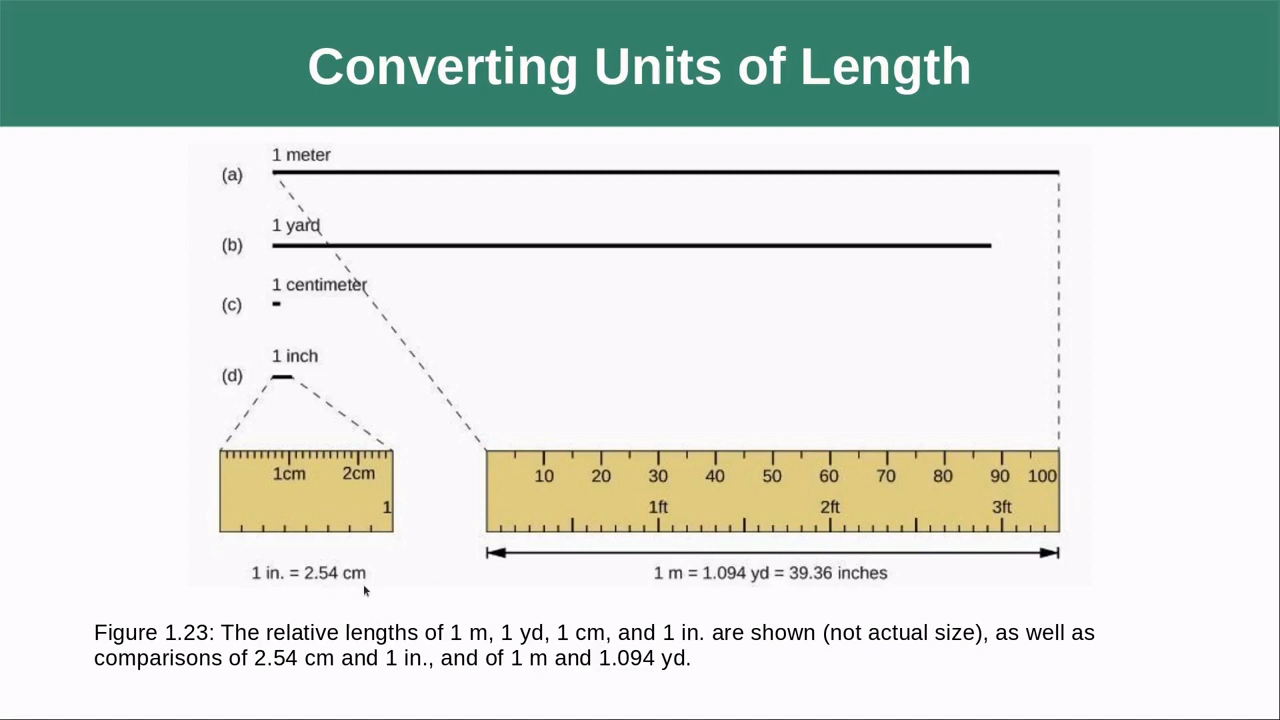 Converting Units of Length
1 meter
(a)
1 yard
(b)
1 centimeter
(c)
1 inch
(d)
1cm 2cm
1
10 20 30 40 50 60 70 80 90 100
1ft 2ft 3ft
1 in. = 2.54 cm
1 m = 1.094 yd = 39.36 inches
Figure 1.23: The relative lengths of 1 m, 1 yd, 1 cm, and 1 in. are shown (not actual size), as well as
comparisons of 2.54 cm and 1 in., and of 1 m and 1.094 yd.